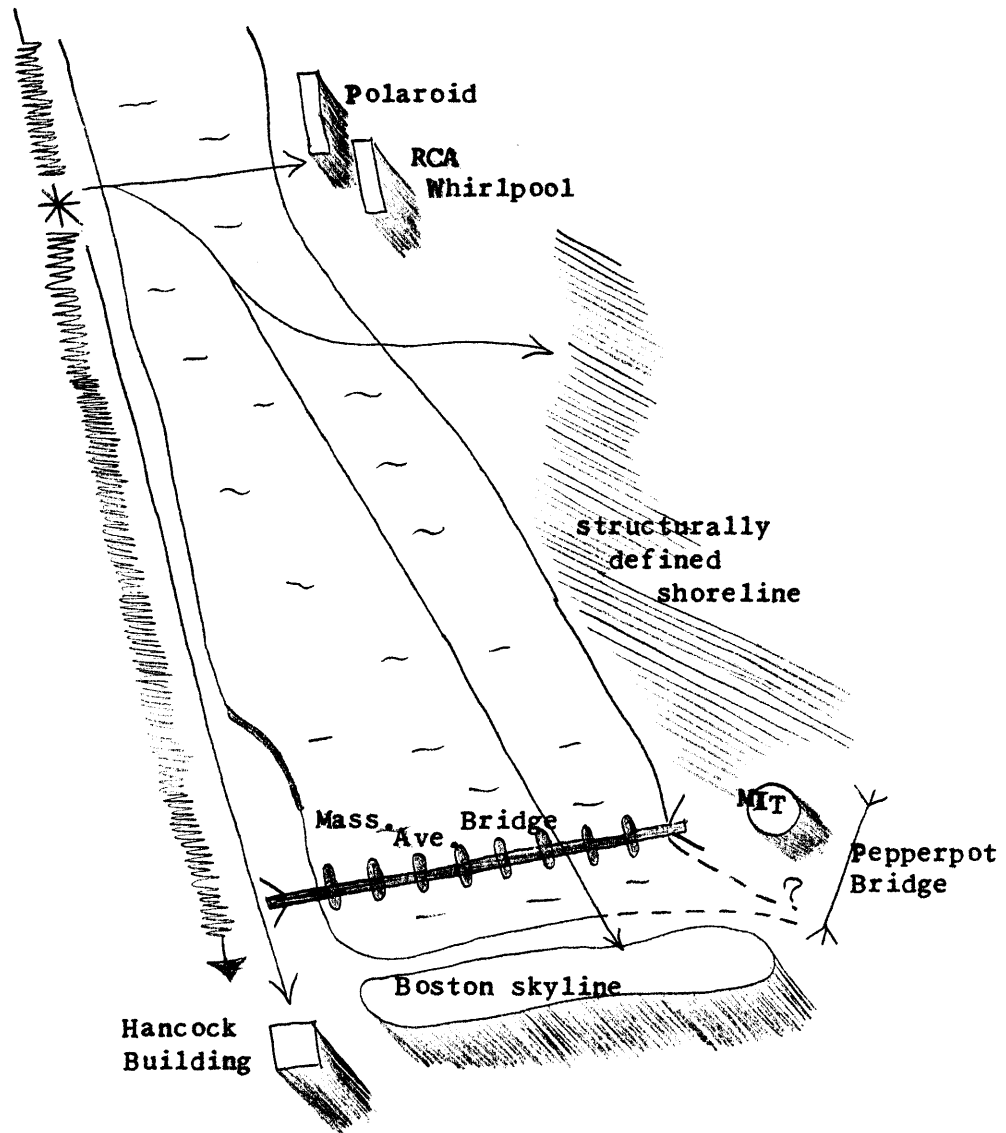 Polaroid
RCA
Whirlpool
structurally
defined
shoreline
MIT
Mass. Ave. Bridge
Pepperpot
Bridge
?
Boston skyline
Hancock
Building